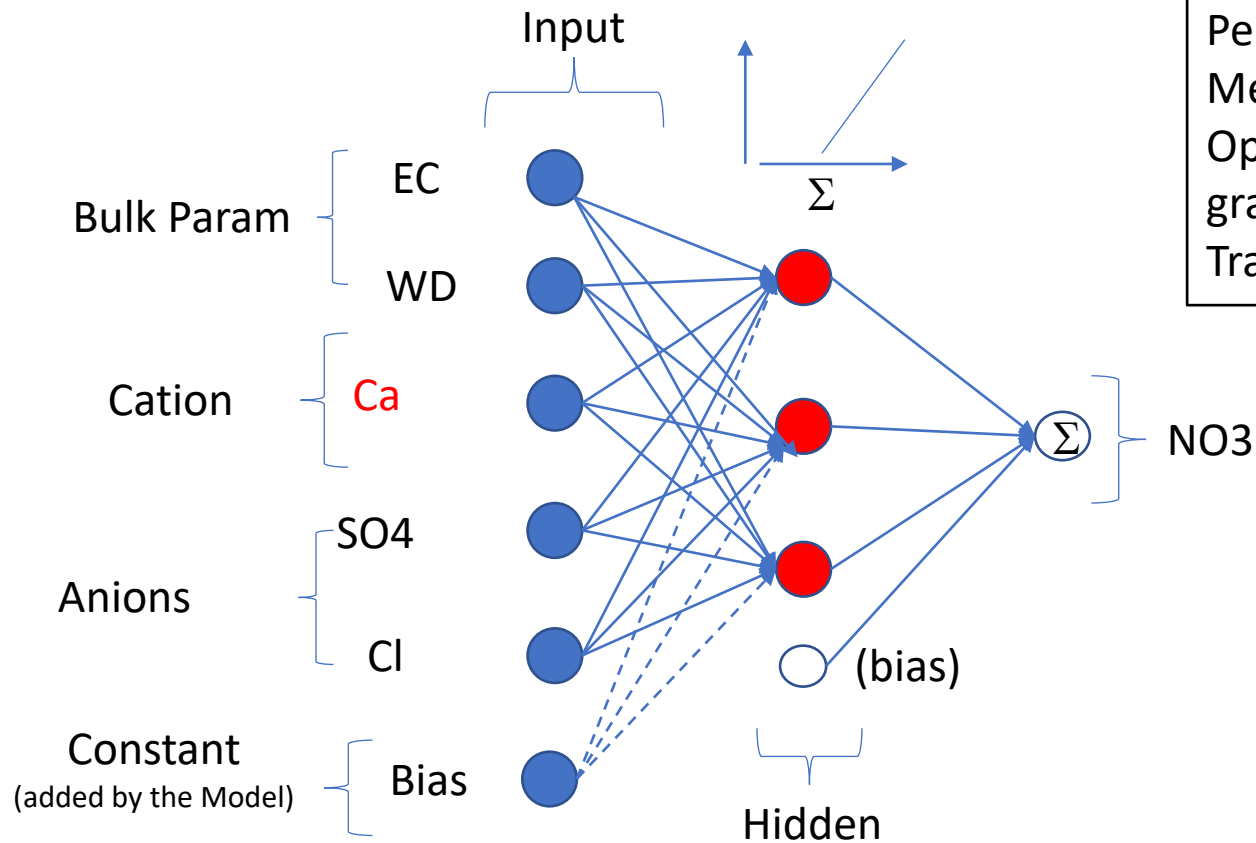 Input
Σ
Bulk Param
EC
WD
Cation
Ca
Anions
SO4
Cl
Constant
(added by the Model)
Bias
(bias)
Hidden
Σ
NO3
Pe
Me
Op
gra
Tra